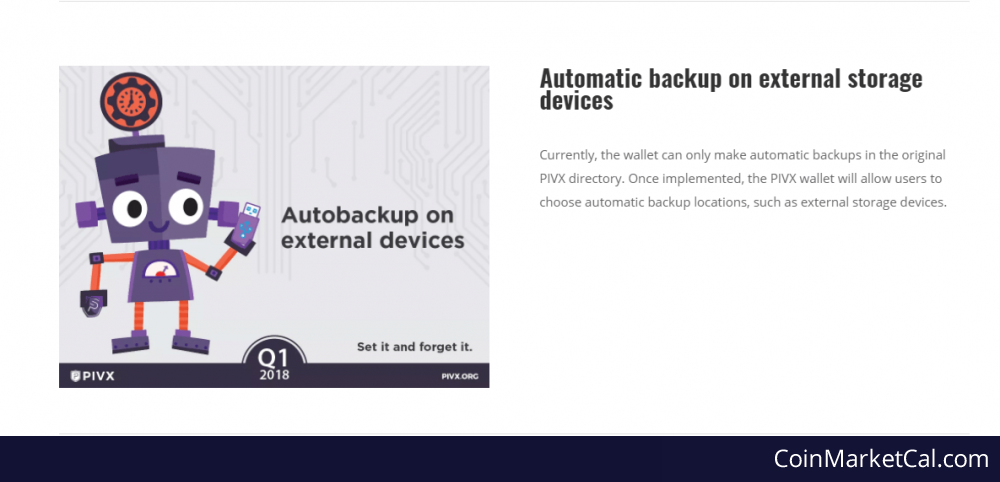 Automatic backup on external storage
devices
Currently, the wallet can only make automatic backups in the original
PIVX directory. Once implemented, the PIVX wallet will allow users to
choose automatic backup locations, such as external storage devices.
Autobackup on
external devices
Set it and forget it.
Q1
2018
PIVX
PIVX.ORG
CoinMarketCal.com